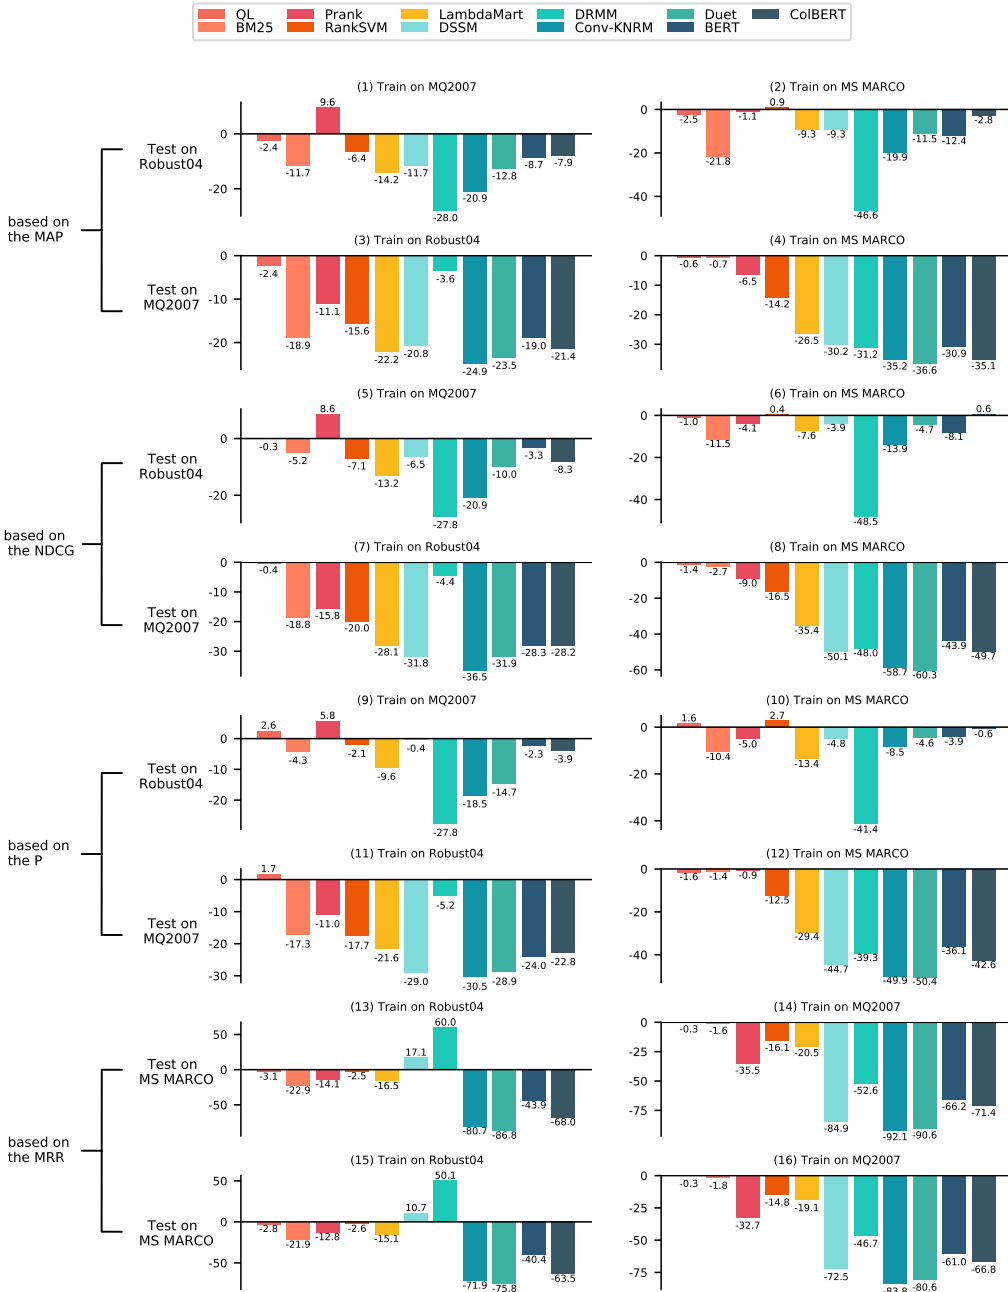 QL Prank LambdaMart DRMM Duet ColBERT
BM25 RankSVM DSSM Conv-KNRM BERT
(1) Train on MQ2007
9.6
0
-20
-2.4 -11.7 -6.4 -14.2 -11.7 -28.0 -20.9 -12.8 -8.7 -7.9
(2) Train on MS MARCO
0.9
0
-20
-40
-2.5 -21.8 -1.1 -9.3 -9.3 -46.6 -19.9 -11.5 -12.4 -2.8
Test on
Robust04
based on
the MAP
(3) Train on Robust04
0
-10
-20
-2.4 -18.9 -11.1 -15.6 -22.2 -20.8 -3.6 -24.9 -23.5 -19.0 -21.4
(4) Train on MS MARCO
0
-10
-20
-30
-0.6 -0.7 -6.5 -14.2 -26.5 -30.2 -31.2 -35.2 -36.6 -30.9 -35.1
Test on
MQ2007
(5) Train on MQ2007
8.6
0
-20
-0.3 -5.2 -7.1 -13.2 -6.5 -27.8 -20.9 -10.0 -3.3 -8.3
(6) Train on MS MARCO
0.4 0.6
0
-20
-40
-1.0 -11.5 -4.1 -7.6 -3.9 -48.5 -13.9 -4.7 -8.1
Test on
Robust04
based on
the NDCG
(7) Train on Robust04
0
-10
-20
-30
-0.4 -18.8 -15.8 -20.0 -28.1 -31.8 -4.4 -36.5 -31.9 -28.3 -28.2
(8) Train on MS MARCO
0
-20
-40
-60
-1.4 -2.7 -9.0 -16.5 -35.4 -50.1 -48.0 -58.7 -60.3 -43.9 -49.7
Test on
MQ2007
(9) Train on MQ2007
2.6 5.8
0
-10
-20
-4.3 -2.1 -9.6 -0.4 -27.8 -18.5 -14.7 -2.3 -3.9
(10) Train on MS MARCO
1.6 2.7
0
-20
-40
-10.4 -5.0 -13.4 -4.8 -41.4 -8.5 -4.6 -3.9 -0.6
Test on
Robust04
based on
the P
(11) Train on Robust04
1.7
0
-10
-20
-30
-17.3 -11.0 -17.7 -21.6 -29.0 -5.2 -30.5 -28.9 -24.0 -22.8
(12) Train on MS MARCO
0
-20
-40
-1.6 -1.4 -0.9 -12.5 -29.4 -44.7 -39.3 -49.9 -50.4 -36.1 -42.6
Test on
MQ2007
(13) Train on Robust04
17.1 60.0
50
0
-50
-3.1 -22.9 -14.1 -2.5 -16.5 -80.7 -86.8 -43.9 -68.0
(14) Train on MQ2007
0
-25
-50
-75
-0.3 -1.6 -35.5 -16.1 -20.5 -84.9 -52.6 -92.1 -90.6 -66.2 -71.4
Test on
MS MARCO
based on
the MRR
(15) Train on Robust04
10.7 50.1
50
0
-50
-2.8 -21.9 -12.8 -2.6 -15.1 -71.9 -75.8 -40.4 -63.5
(16) Train on MQ2007
0
-25
-50
-75
-0.3 -1.8 -32.7 -14.8 -19.1 -72.5 -46.7 -83.8 -80.6 -61.0 -66.8
Test on
MS MARCO